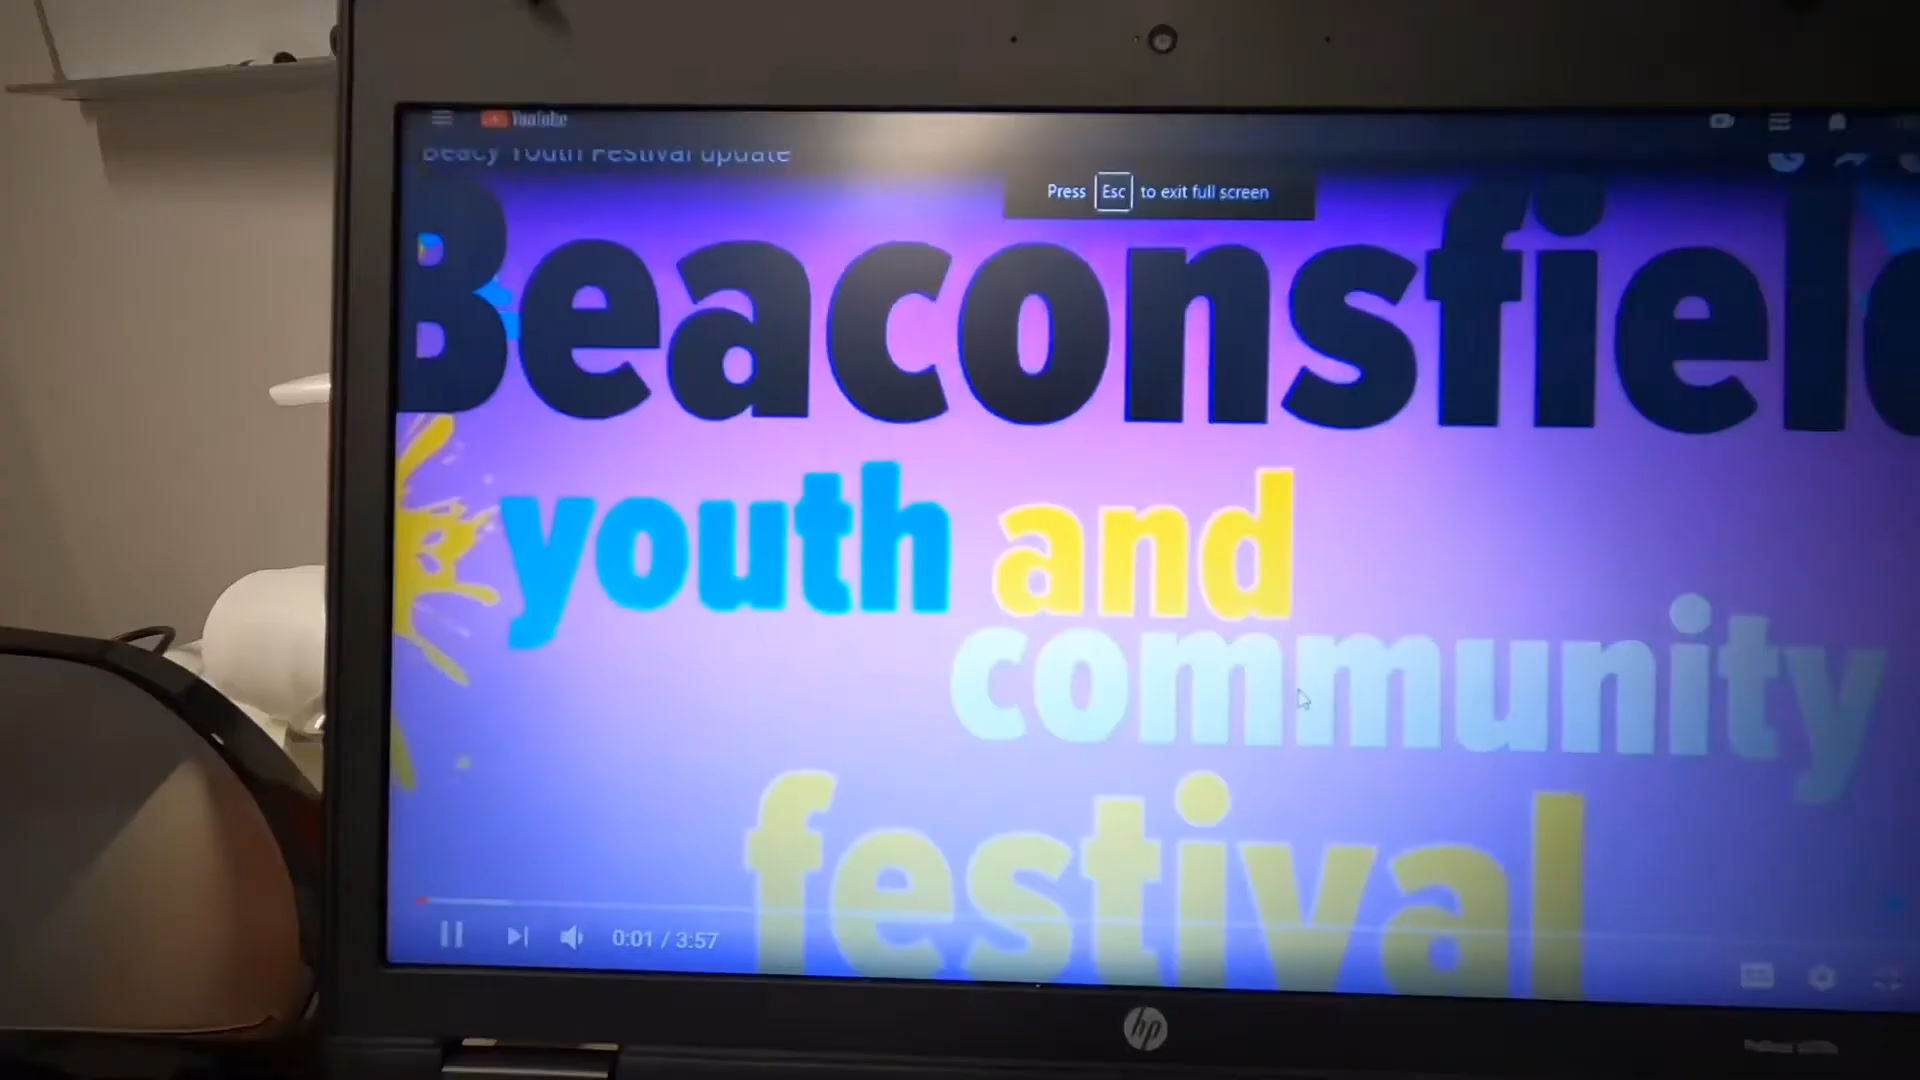 YouTube
Beacy Youth Festival update
Press Esc to exit full screen
Beaconsfield
youth and
community
festival
0:01 / 3:57
hp